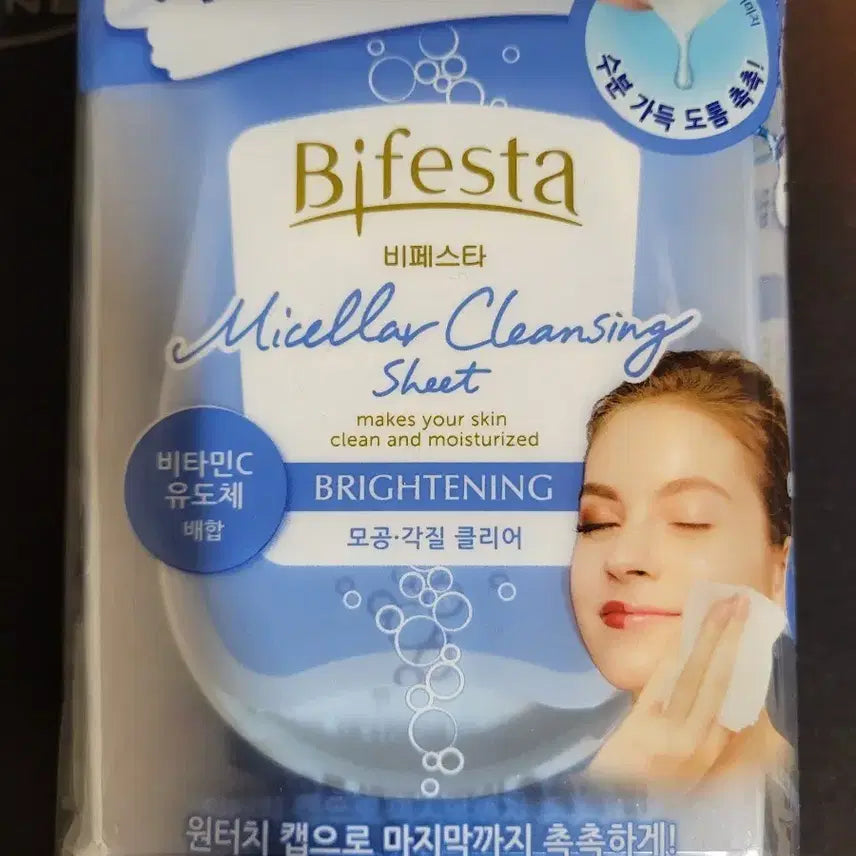 수분 가득 도톰 촉촉!
Bifesta
비페스타
Micellar Cleansing
Sheet
makes your skin
clean and moisturized
비타민C
유도체
배합
BRIGHTENING
모공·각질 클리어
원터치 캡으로 마지막까지 촉촉하게!